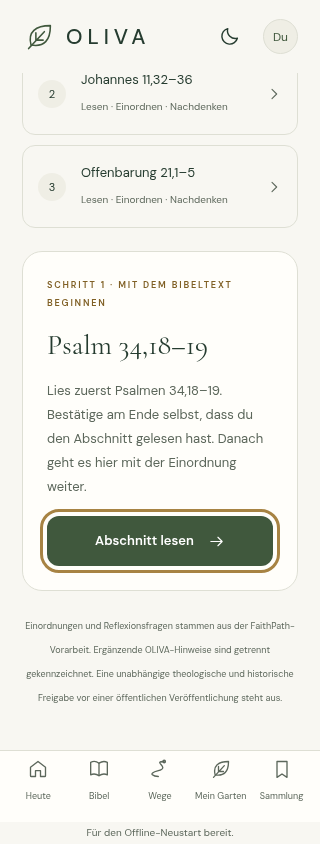 OLIVA
Du
2
Johannes 11,32–36
Lesen · Einordnen · Nachdenken
3
Offenbarung 21,1–5
Lesen · Einordnen · Nachdenken
SCHRITT 1 · MIT DEM BIBELTEXT
BEGINNEN
Psalm 34,18–19
Lies zuerst Psalmen 34,18–19.
Bestätige am Ende selbst, dass du
den Abschnitt gelesen hast. Danach
geht es hier mit der Einordnung
weiter.
Abschnitt lesen
Einordnungen und Reflexionsfragen stammen aus der FaithPath-
Vorarbeit. Ergänzende OLIVA-Hinweise sind getrennt
gekennzeichnet. Eine unabhängige theologische und historische
Freigabe vor einer öffentlichen Veröffentlichung steht aus.
Heute
Bibel
Wege
Mein Garten
Sammlung
Für den Offline-Neustart bereit.